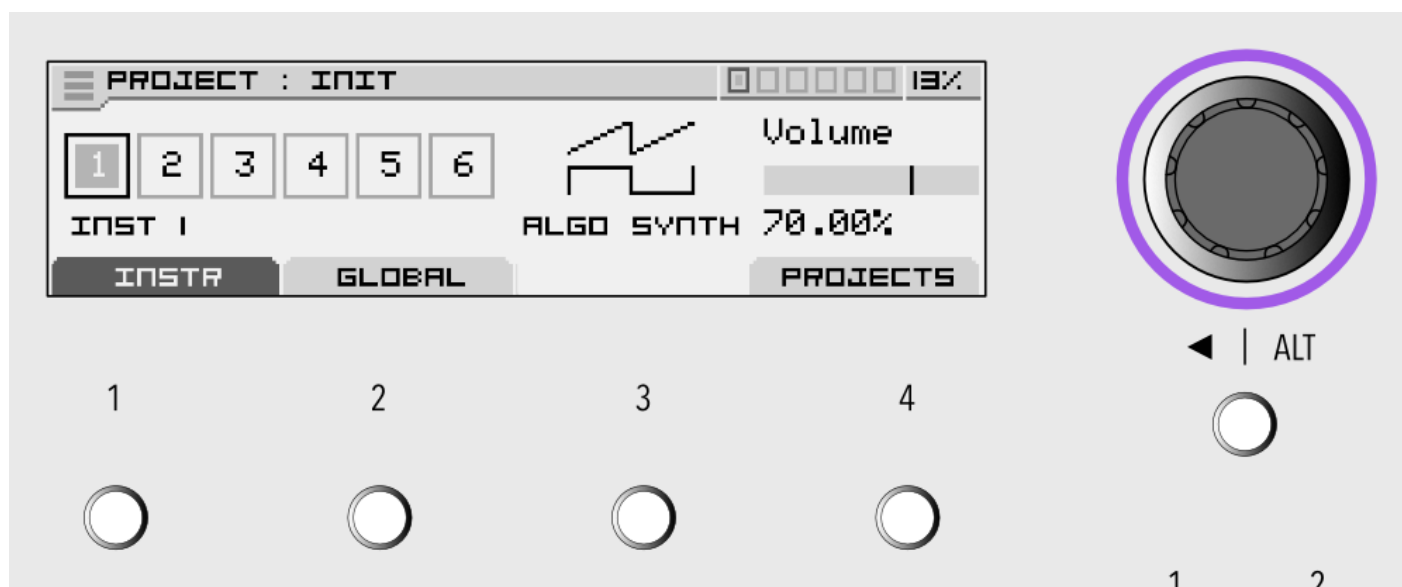 PROJECT : INIT 13%
1 2 3 4 5 6
Volume
INST 1
ALGO SYNTH
70.00%
INSTR GLOBAL PROJECTS
◄ | ALT
1 2 3 4
1 2